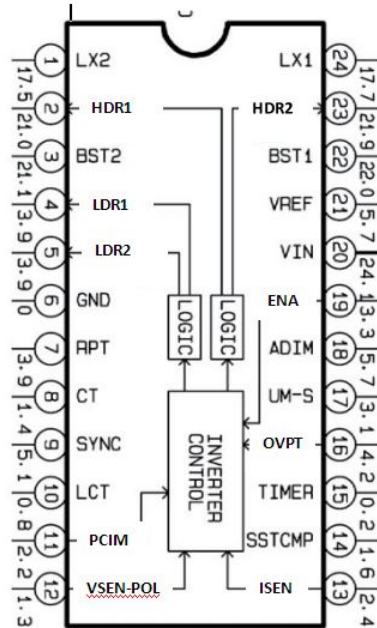 17.5 1 LX2 LX1 24 17.7
21.0 2 HDR1 HDR2 23 21.9
21.1 3 BST2 BST1 22 22.0
3.9 4 LDR1 VREF 21 5.7
3.9 5 LDR2 VIN 20 24.1
0 6 GND ENA 19 3.3
LOGIC LOGIC
3.9 7 RPT ADIM 18 5.7
1.4 8 CT UM-S 17 3.1
5.1 9 SYNC OVPT 16 4.2
INVERTER
CONTROL
0.8 10 LCT TIMER 15 0.2
2.2 11 PCIM SSTCMP 14 1.6
1.3 12 VSEN-POL ISEN 13 2.4